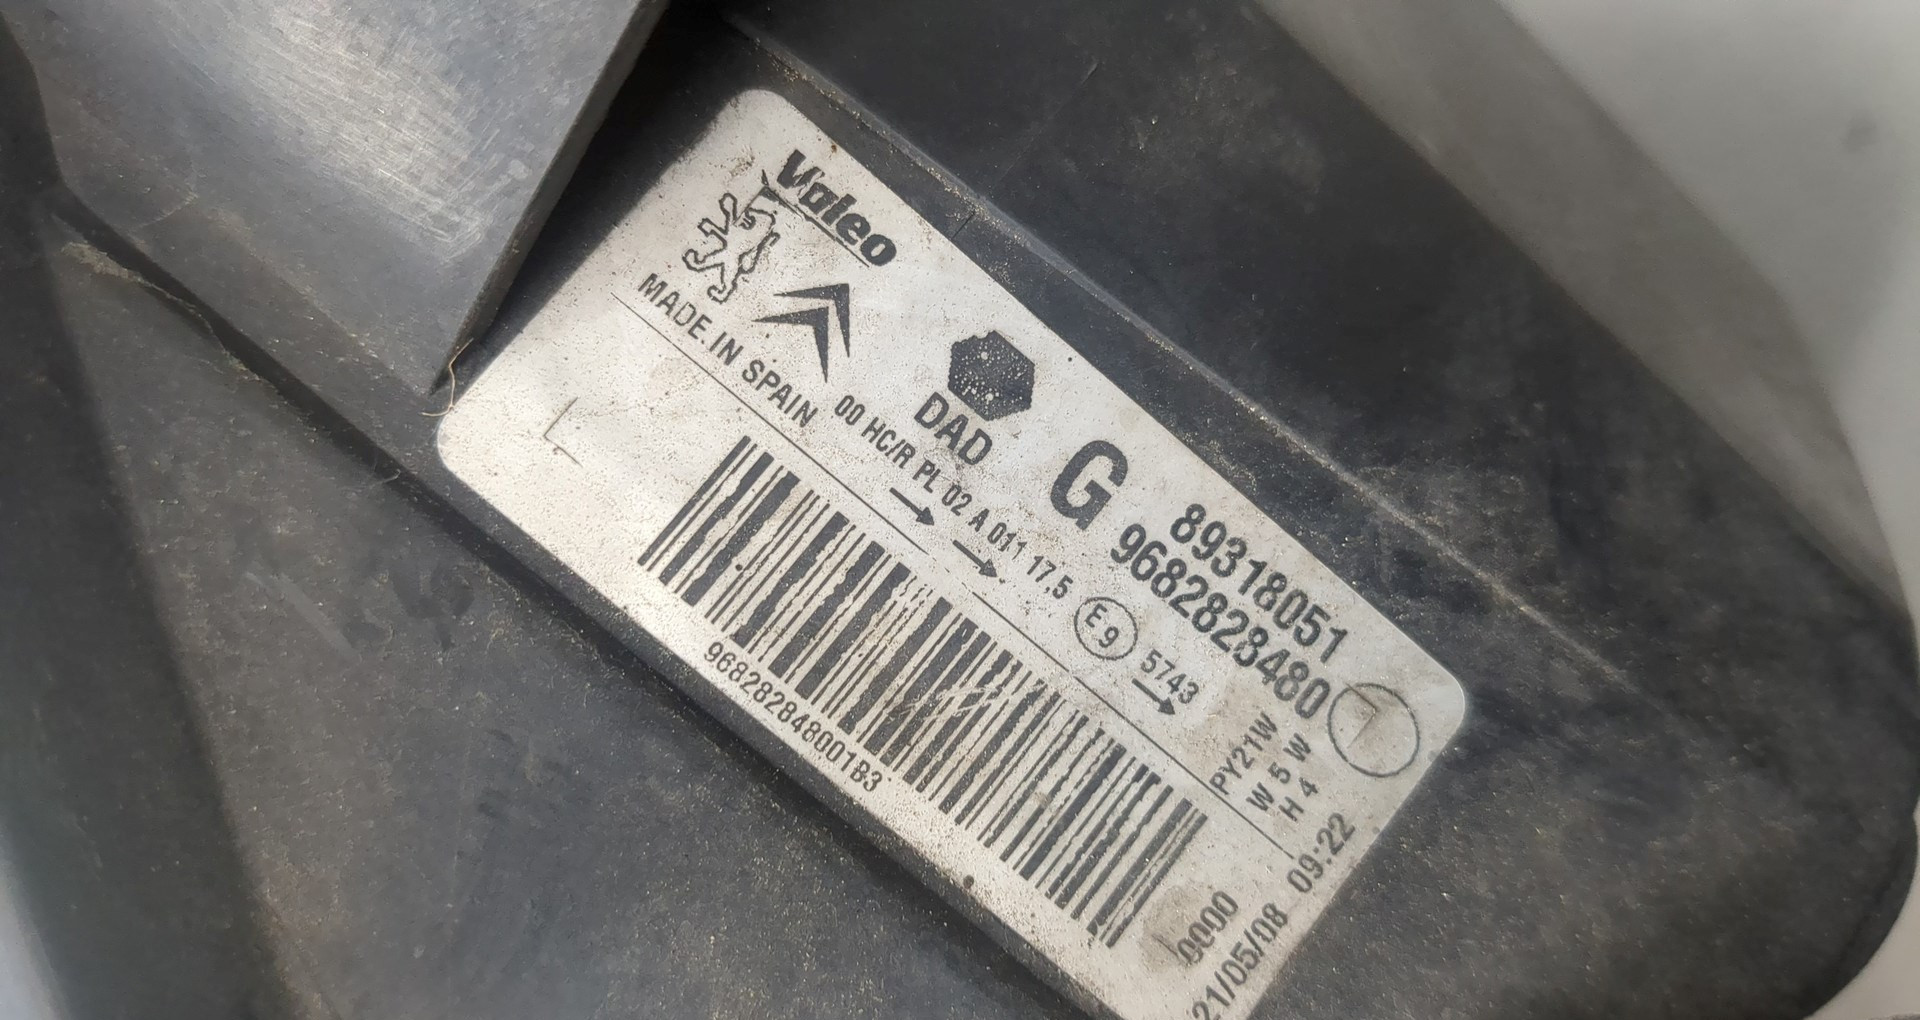 Valeo
DAD
G
89318051
9682828480
MADE IN SPAIN
00 HC/R PL 02 A 011 17,5 E9 5743
PY21W
W 5 W
H 4
968282848001B3
0000
21/05/08 09:22
L